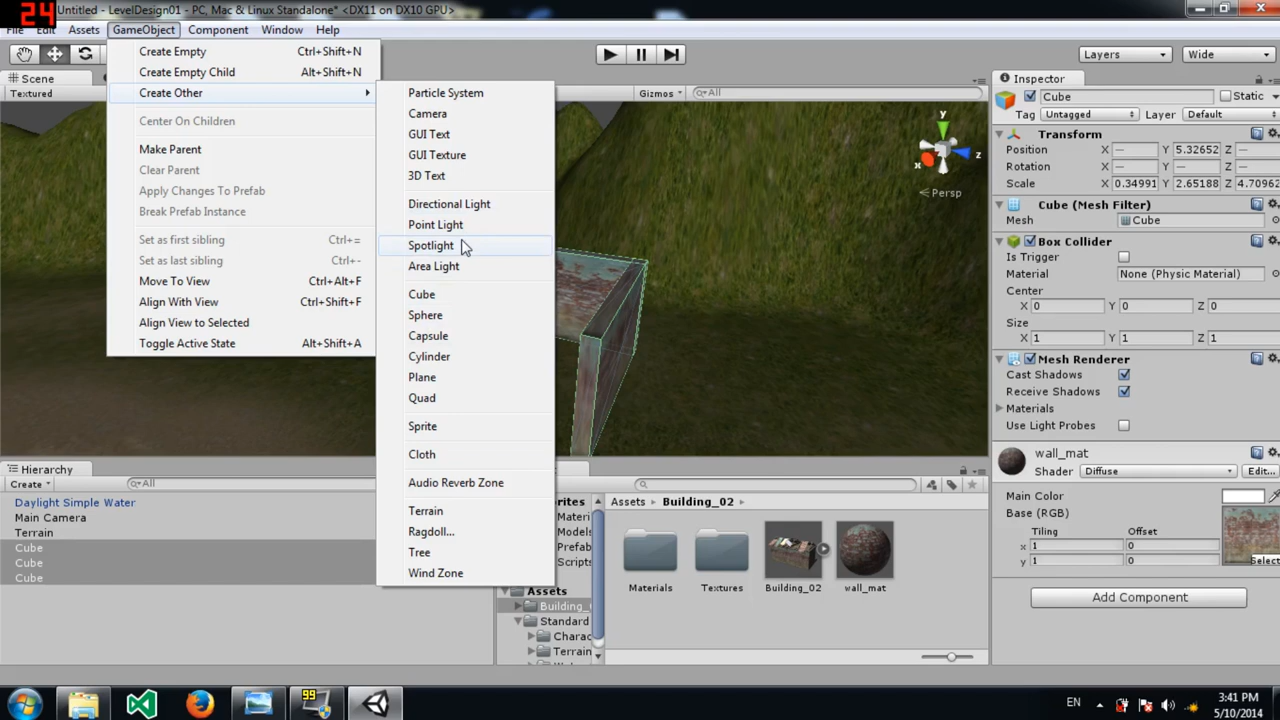 24
Untitled - LevelDesign01 - PC, Mac & Linux Standalone* <DX11 on DX10 GPU>
File Edit Assets GameObject Component Window Help
Layers Wide
Create Empty Ctrl+Shift+N
Create Empty Child Alt+Shift+N
Create Other
Center On Children
Make Parent
Clear Parent
Apply Changes To Prefab
Break Prefab Instance
Set as first sibling Ctrl+=
Set as last sibling Ctrl+-
Move To View Ctrl+Alt+F
Align With View Ctrl+Shift+F
Align View to Selected
Toggle Active State Alt+Shift+A
Particle System
Camera
GUI Text
GUI Texture
3D Text
Directional Light
Point Light
Spotlight
Area Light
Cube
Sphere
Capsule
Cylinder
Plane
Quad
Sprite
Cloth
Audio Reverb Zone
Terrain
Ragdoll...
Tree
Wind Zone
Scene
Textured
Gizmos All
y
x z
Persp
Inspector
Cube Static
Tag Untagged Layer Default
Transform
Position X — Y 5.32652 Z —
Rotation X — Y — Z —
Scale X 0.34991 Y 2.65188 Z 4.70962
Cube (Mesh Filter)
Mesh Cube
Box Collider
Is Trigger
Material None (Physic Material)
Center
X 0 Y 0 Z 0
Size
X 1 Y 1 Z 1
Mesh Renderer
Cast Shadows
Receive Shadows
Materials
Use Light Probes
wall_mat
Shader Diffuse Edit...
Main Color
Base (RGB)
Tiling Offset
x 1 0
y 1 0
Select
Add Component
Hierarchy
Create All
Daylight Simple Water
Main Camera
Terrain
Cube
Cube
Cube
Assets Building_02
Materials Textures Building_02 wall_mat
Assets
Building_
Standard
Charac
Terrain
99
EN
3:41 PM
5/10/2014